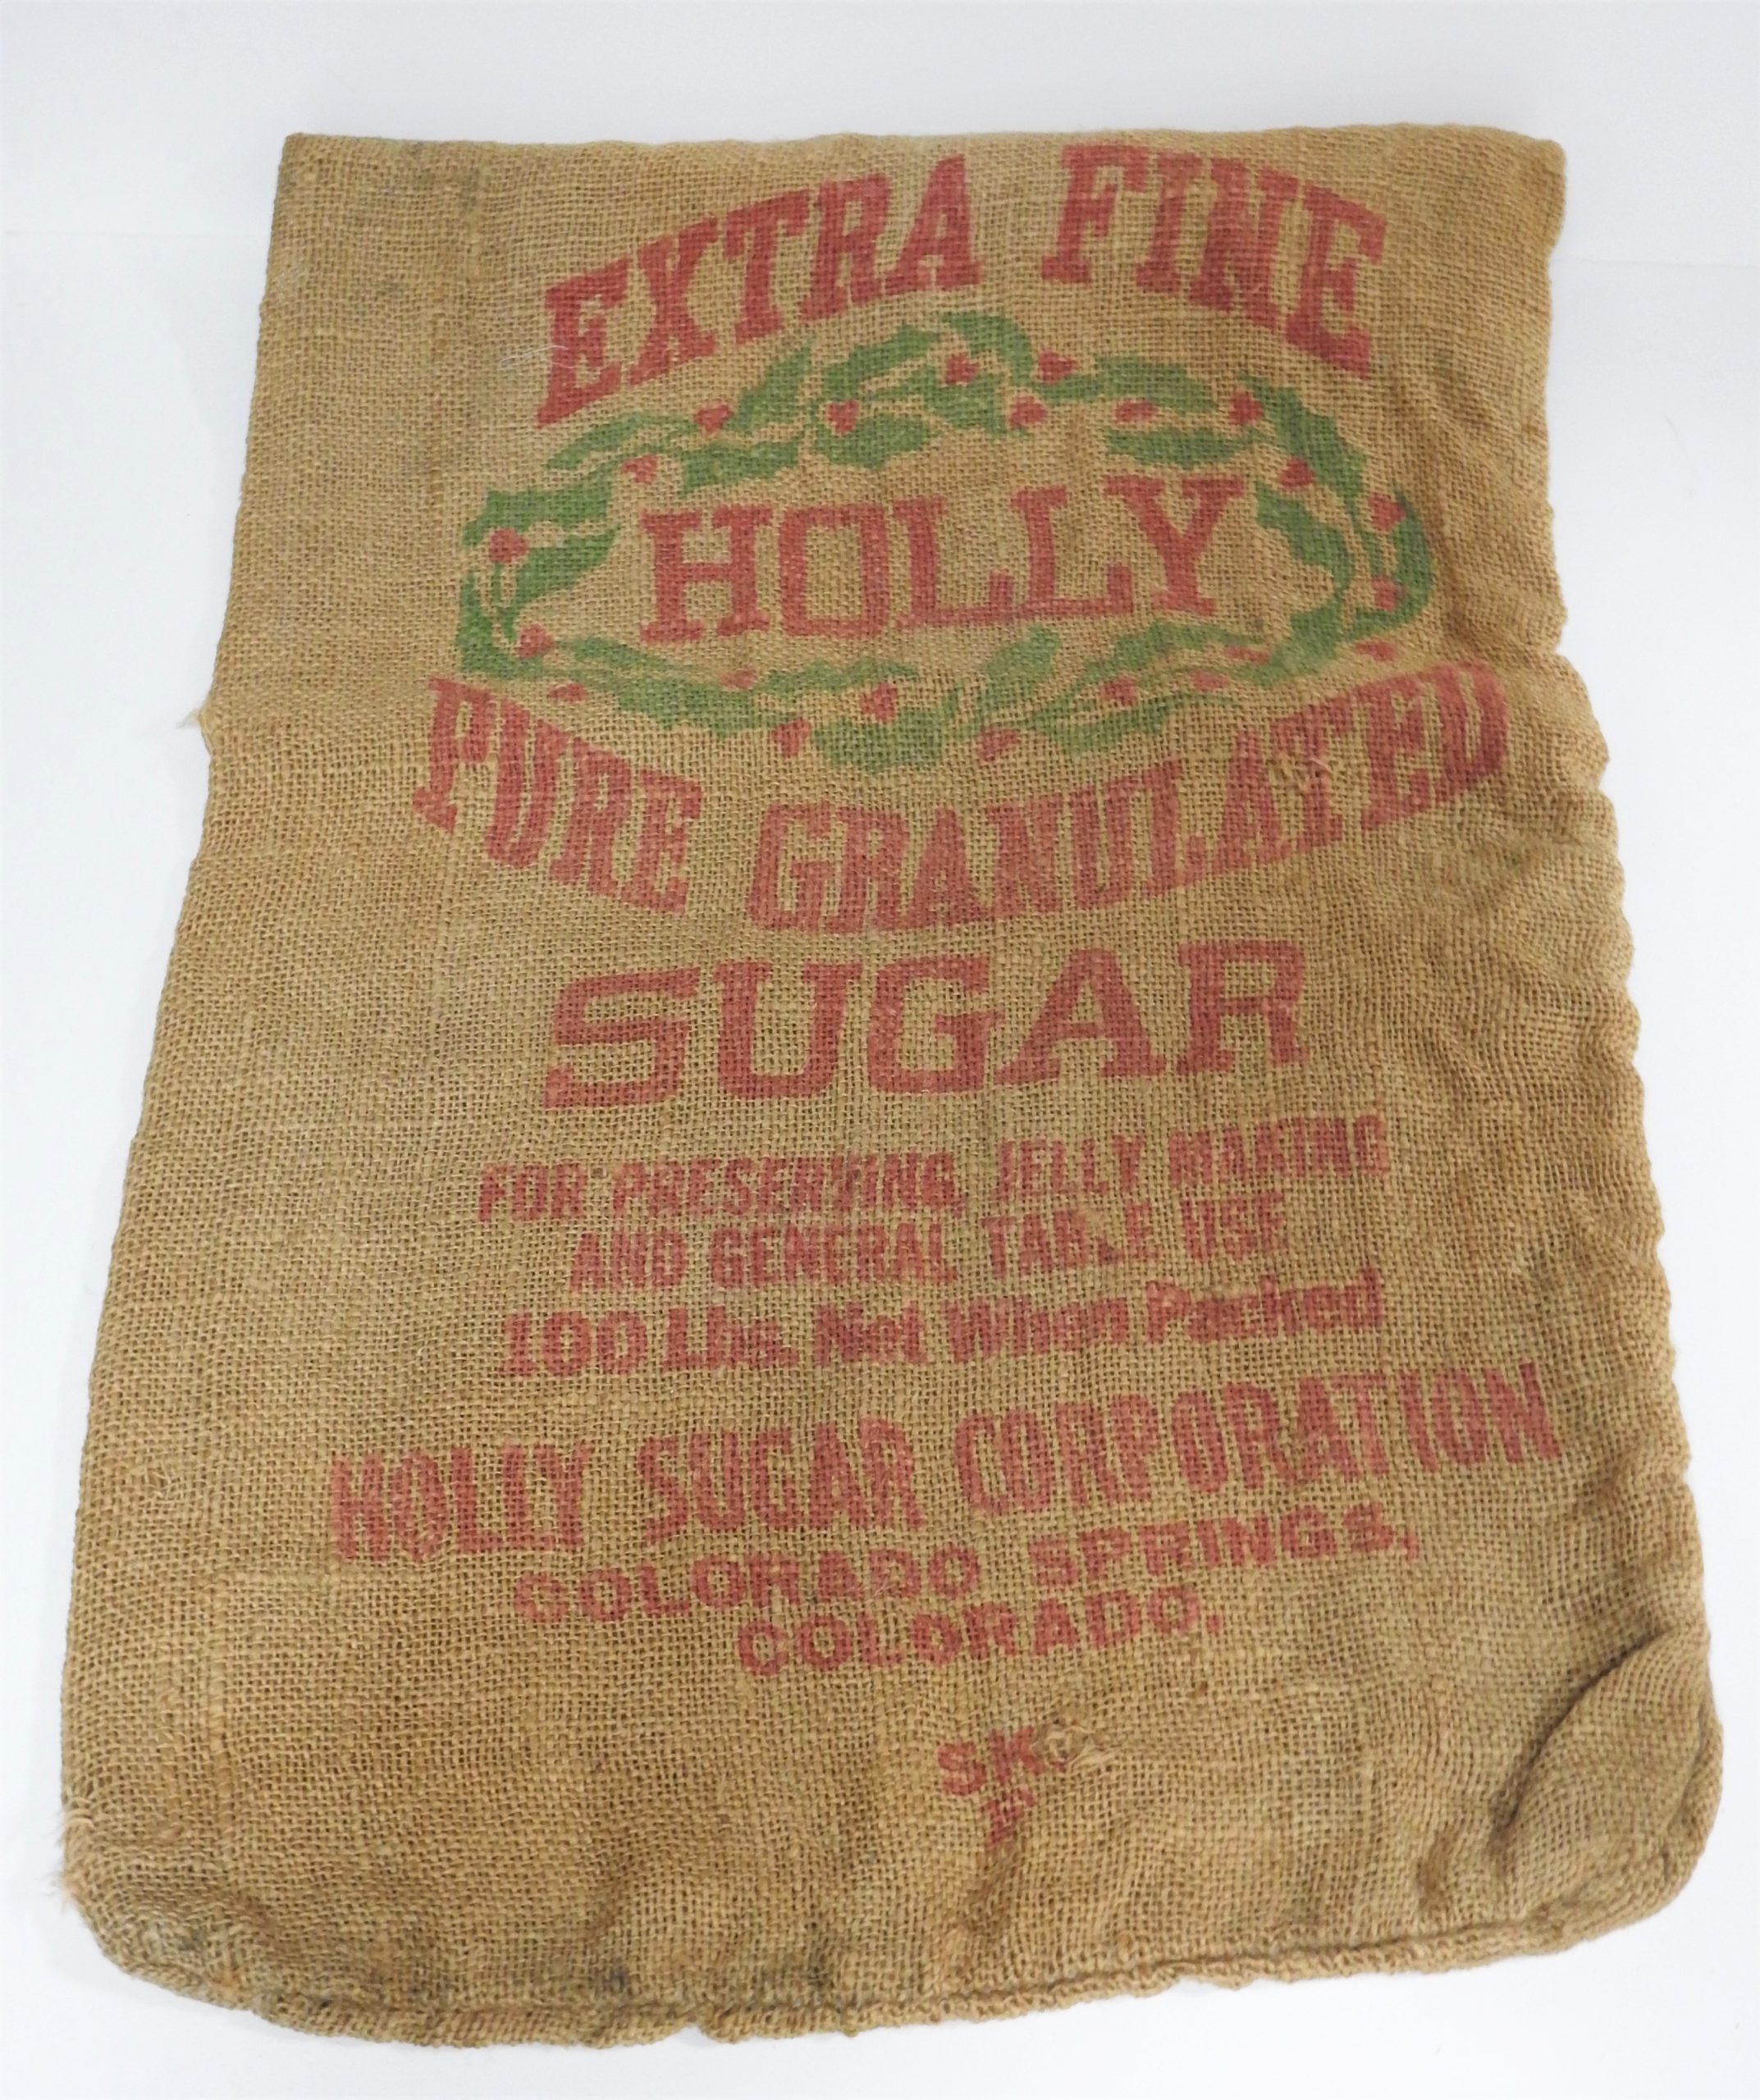 EXTRA FINE
HOLLY
PURE GRANULATED
SUGAR
FOR PRESERVING, JELLY MAKING
AND GENERAL TABLE USE
100 Lbs. Net When Packed
HOLLY SUGAR CORPORATION
COLORADO SPRINGS,
COLORADO.
SK